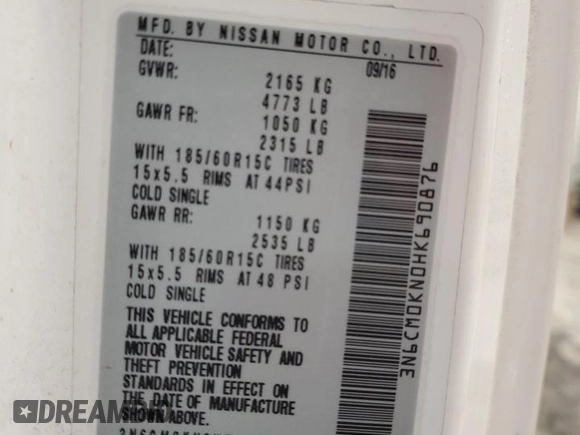 MFD. BY NISSAN MOTOR CO., LTD.
DATE: 09/16
GVWR: 2165 KG
4773 LB
GAWR FR: 1050 KG
2315 LB
WITH 185/60R15C TIRES
15x5.5 RIMS AT 44PSI
COLD SINGLE
GAWR RR: 1150 KG
2535 LB
WITH 185/60R15C TIRES
15x5.5 RIMS AT 48 PSI
COLD SINGLE
THIS VEHICLE CONFORMS TO
ALL APPLICABLE FEDERAL
MOTOR VEHICLE SAFETY AND
THEFT PREVENTION
STANDARDS IN EFFECT ON
THE DATE OF MANUFACTURE
SHOWN ABOVE.
3N6CM0KN0HK690876